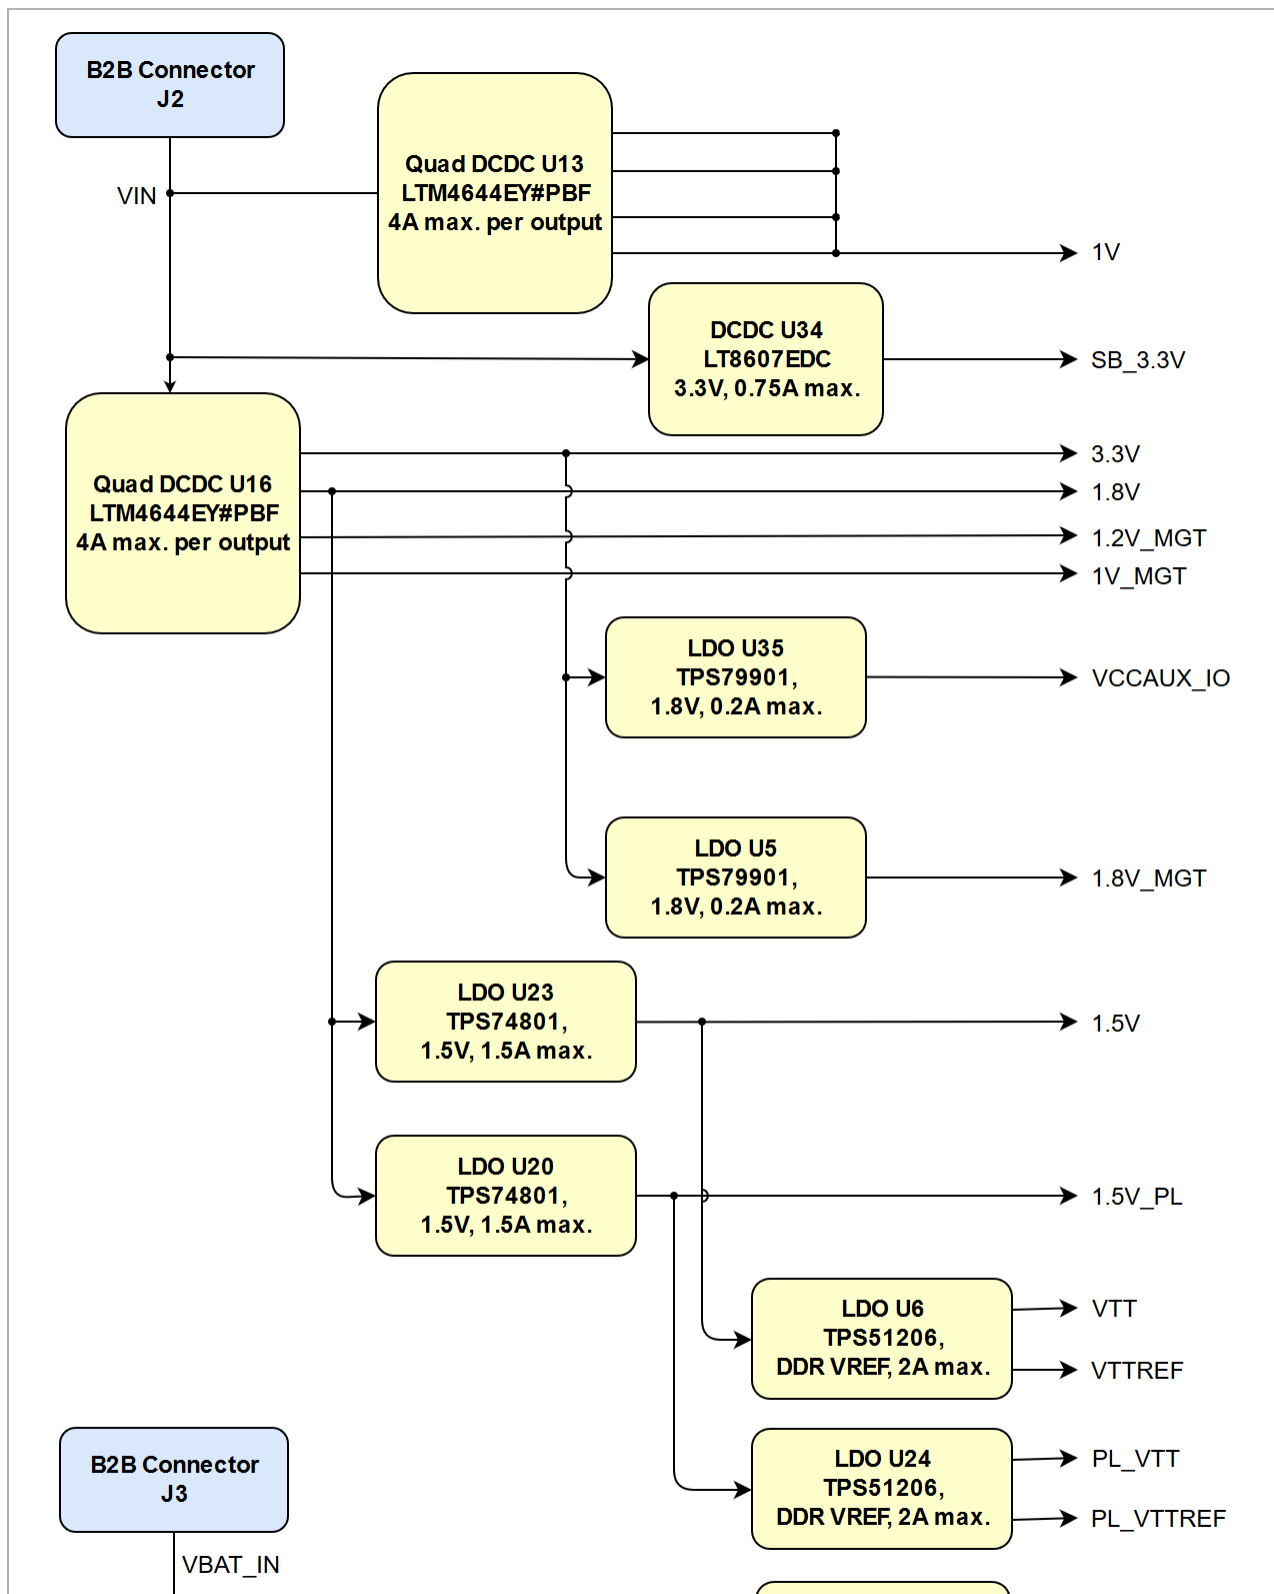 B2B Connector
J2
VIN
Quad DCDC U13
LTM4644EY#PBF
4A max. per output
1V
DCDC U34
LT8607EDC
3.3V, 0.75A max.
SB_3.3V
Quad DCDC U16
LTM4644EY#PBF
4A max. per output
3.3V
1.8V
1.2V_MGT
1V_MGT
LDO U35
TPS79901,
1.8V, 0.2A max.
VCCAUX_IO
LDO U5
TPS79901,
1.8V, 0.2A max.
1.8V_MGT
LDO U23
TPS74801,
1.5V, 1.5A max.
1.5V
LDO U20
TPS74801,
1.5V, 1.5A max.
1.5V_PL
LDO U6
TPS51206,
DDR VREF, 2A max.
VTT
VTTREF
B2B Connector
J3
VBAT_IN
LDO U24
TPS51206,
DDR VREF, 2A max.
PL_VTT
PL_VTTREF